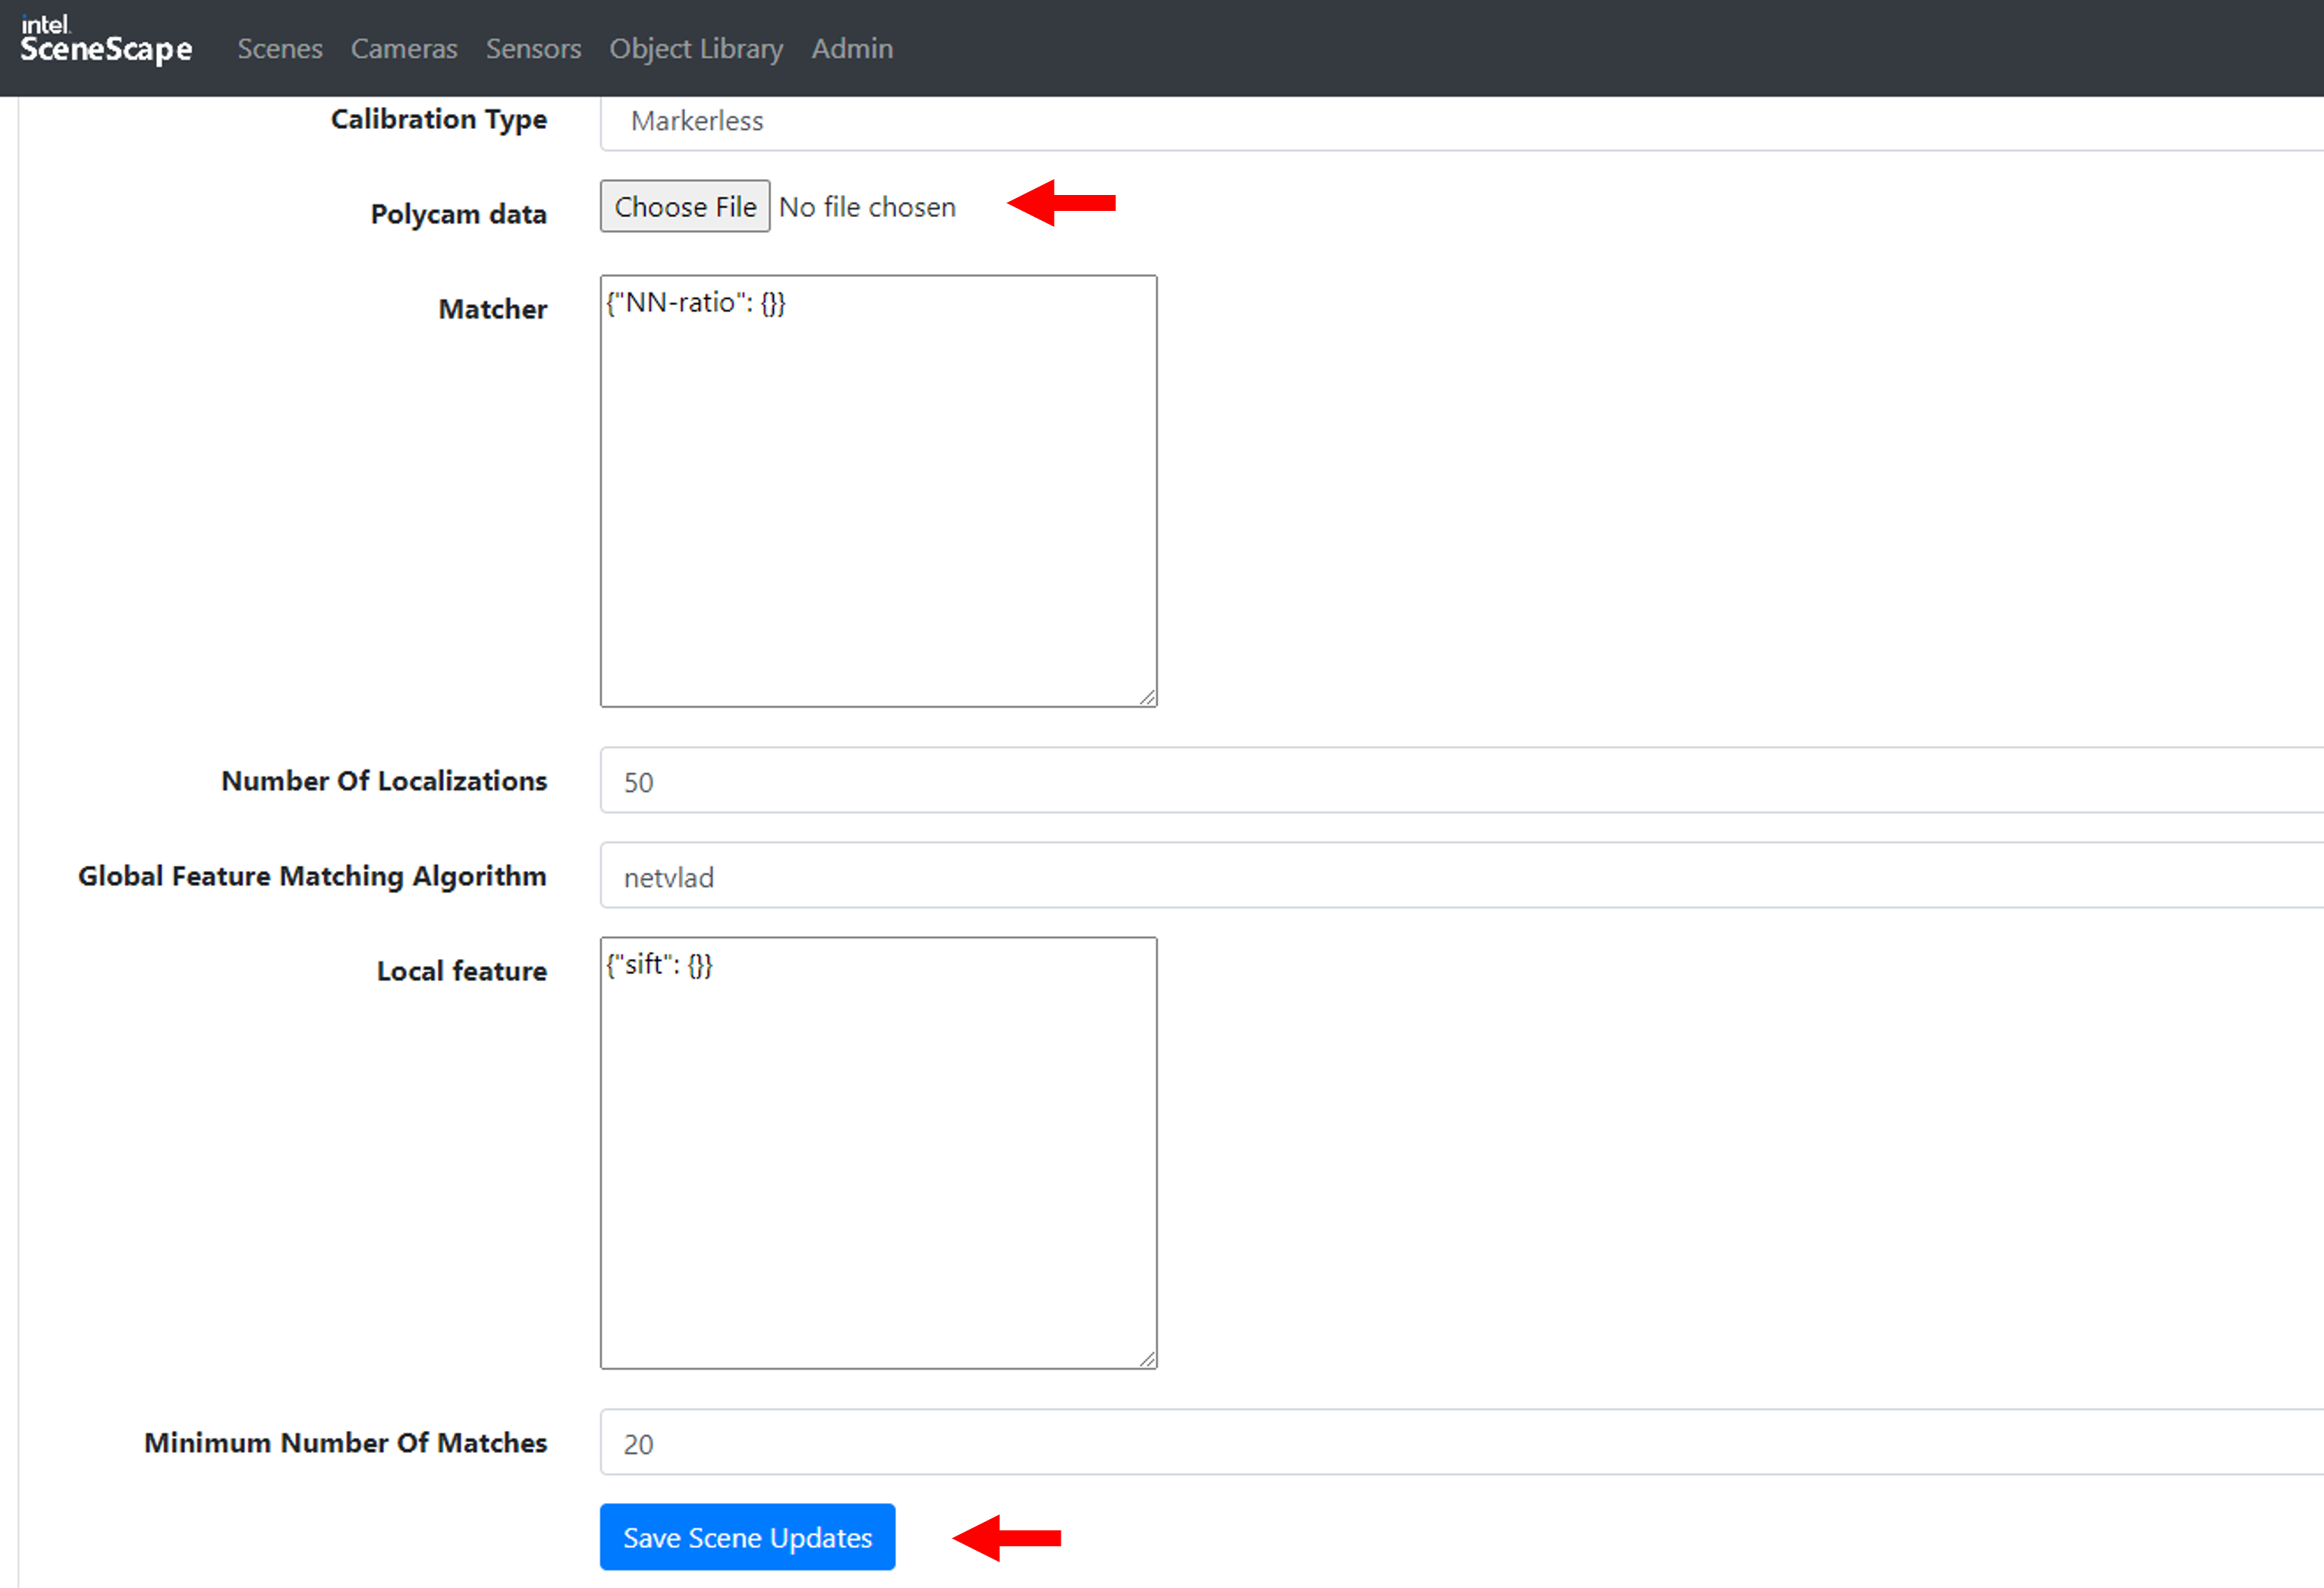 intel.
SceneScape Scenes Cameras Sensors Object Library Admin
Calibration Type Markerless
Polycam data Choose File No file chosen
Matcher {"NN-ratio": {}}
Number Of Localizations 50
Global Feature Matching Algorithm netvlad
Local feature {"sift": {}}
Minimum Number Of Matches 20
Save Scene Updates